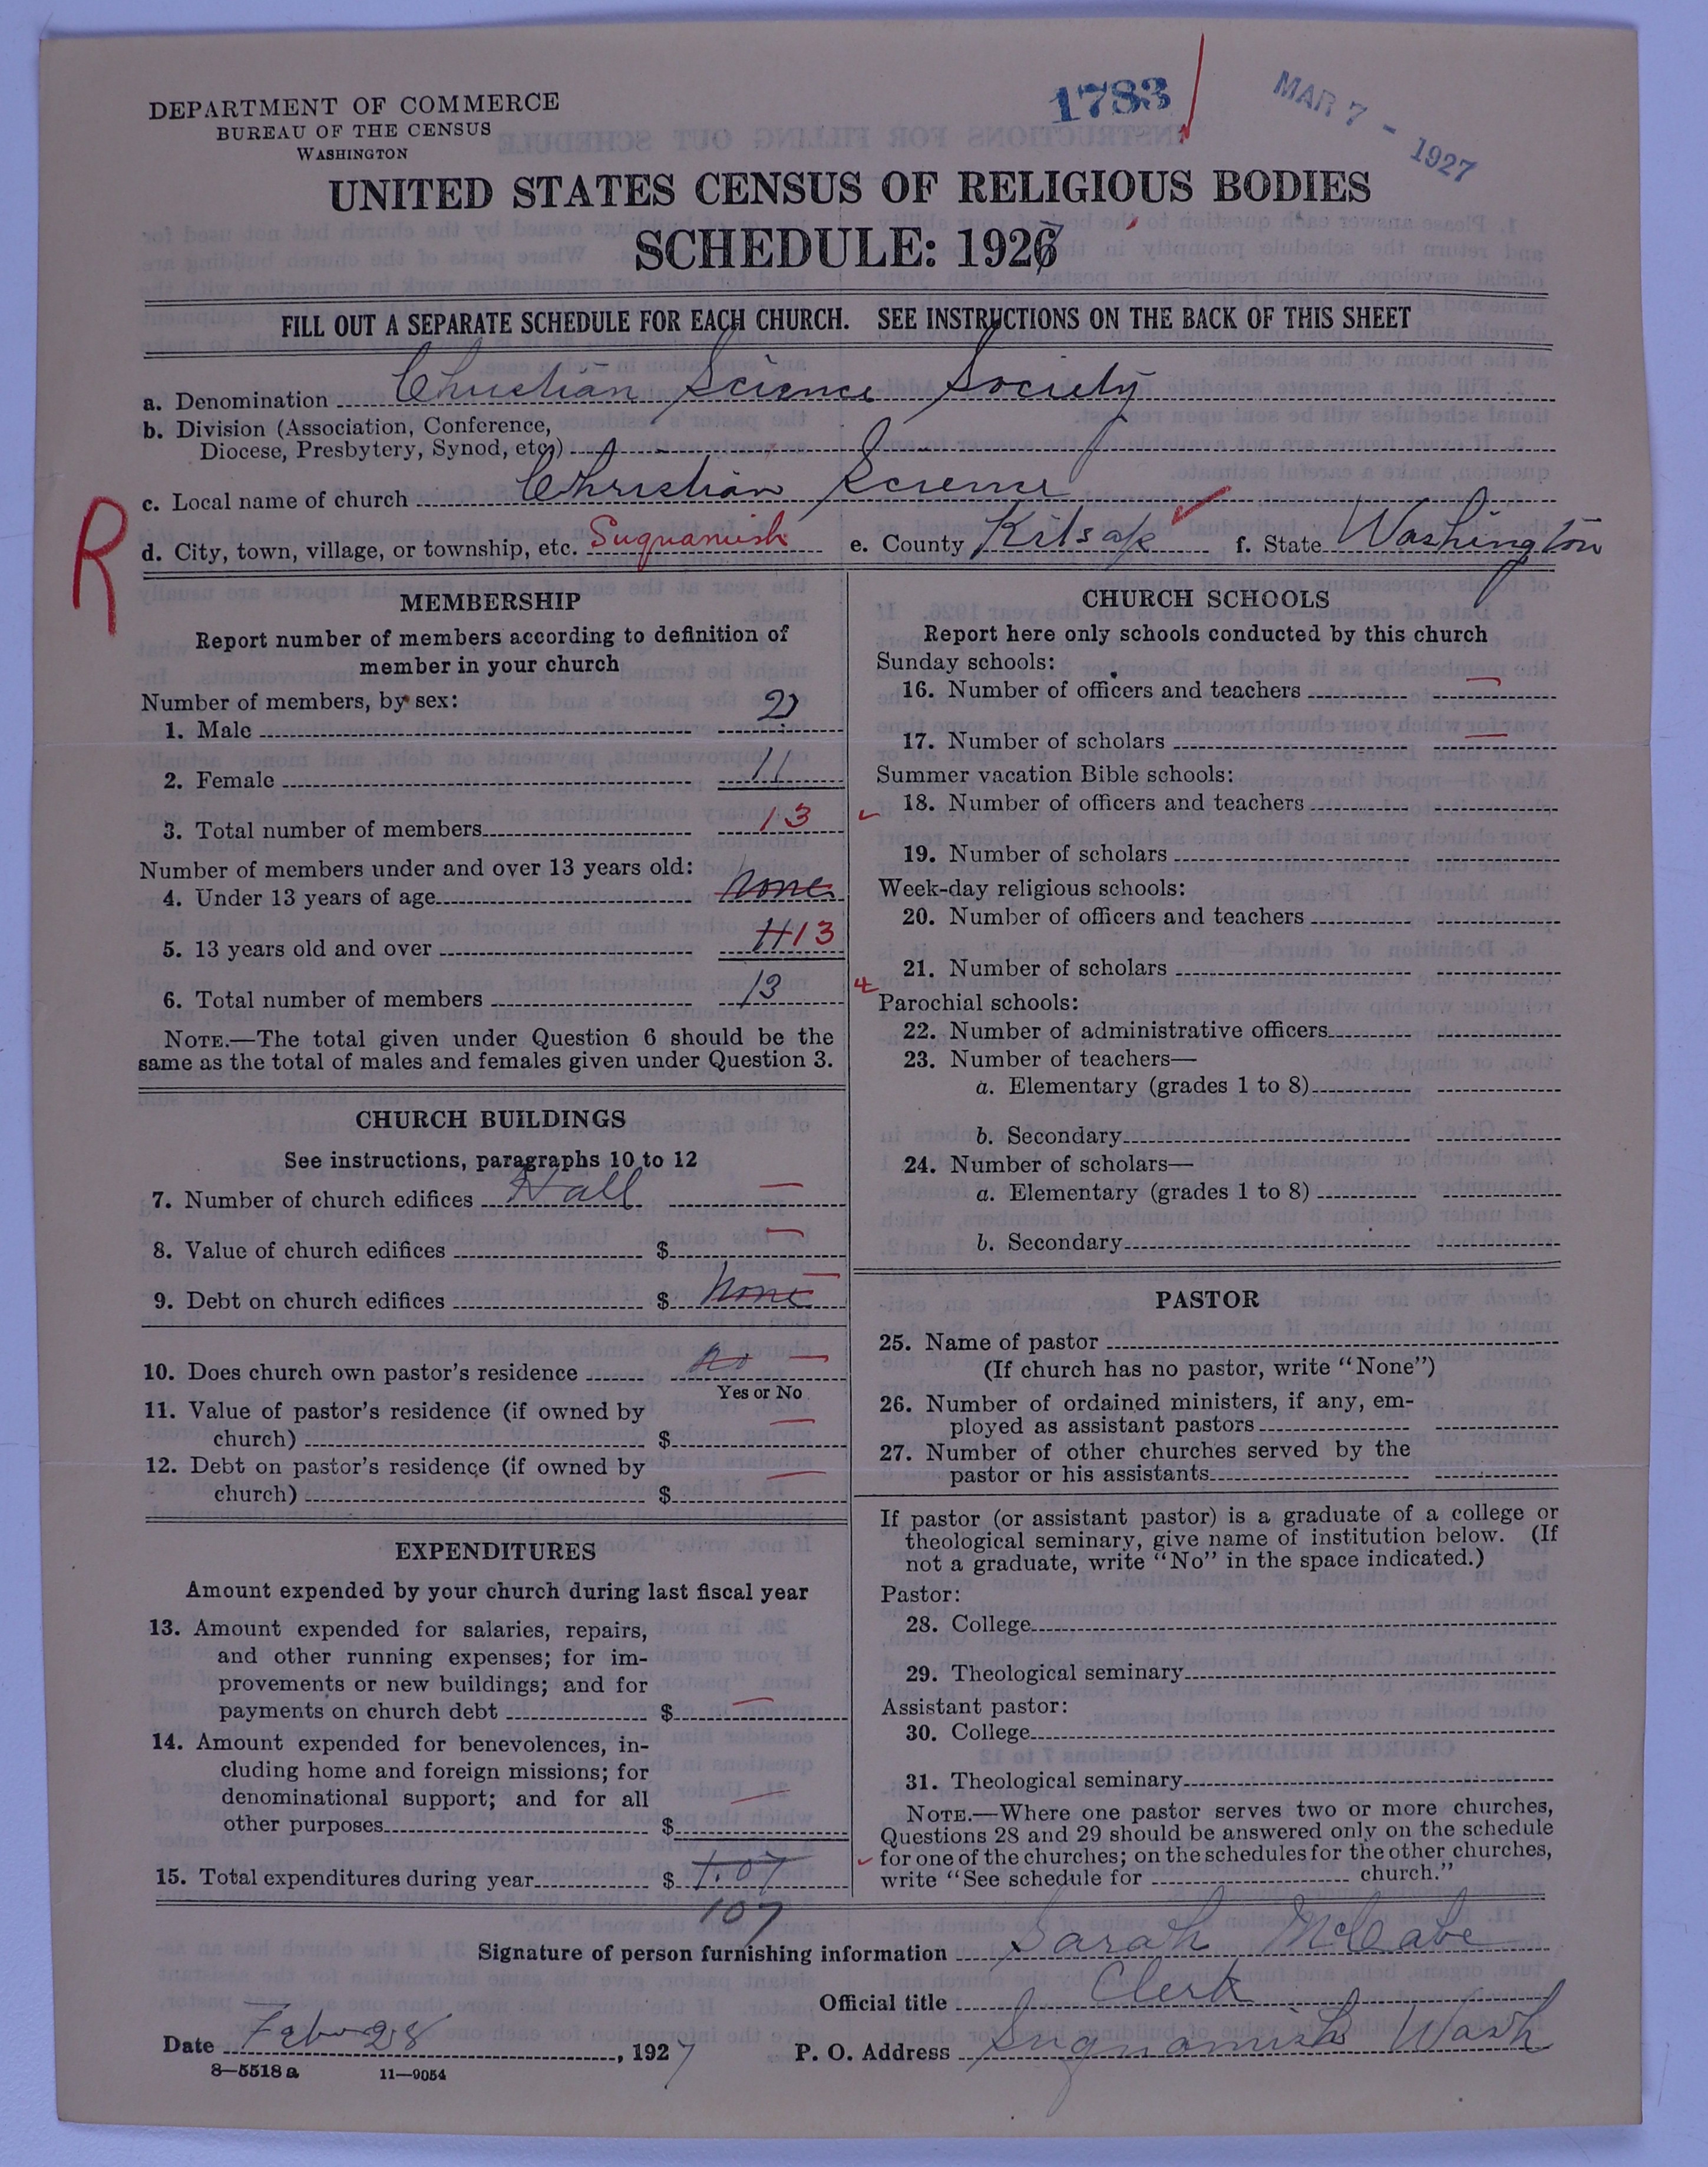 DEPARTMENT OF COMMERCE
BUREAU OF THE CENSUS
WASHINGTON
1783
MAR 7 - 1927
UNITED STATES CENSUS OF RELIGIOUS BODIES
SCHEDULE: 1926
FILL OUT A SEPARATE SCHEDULE FOR EACH CHURCH. SEE INSTRUCTIONS ON THE BACK OF THIS SHEET
a. Denomination Christian Science Society
b. Division (Association, Conference,
Diocese, Presbytery, Synod, etc.)
c. Local name of church Christian Science
R
d. City, town, village, or township, etc. Suquamish e. County Kitsap f. State Washington
MEMBERSHIP
Report number of members according to definition of
member in your church
Number of members, by sex:
1. Male 2
2. Female 11
3. Total number of members 13
Number of members under and over 13 years old:
4. Under 13 years of age none
5. 13 years old and over 11 13
6. Total number of members 13
NOTE.—The total given under Question 6 should be the
same as the total of males and females given under Question 3.
CHURCH BUILDINGS
See instructions, paragraphs 10 to 12
7. Number of church edifices Hall —
8. Value of church edifices $ —
9. Debt on church edifices $ none —
10. Does church own pastor's residence no —
Yes or No
11. Value of pastor's residence (if owned by
church) $ —
12. Debt on pastor's residence (if owned by
church) $ —
EXPENDITURES
Amount expended by your church during last fiscal year
13. Amount expended for salaries, repairs,
and other running expenses; for im-
provements or new buildings; and for
payments on church debt $ —
14. Amount expended for benevolences, in-
cluding home and foreign missions; for
denominational support; and for all
other purposes $ —
15. Total expenditures during year $ 1.07
107
CHURCH SCHOOLS
Report here only schools conducted by this church
Sunday schools:
16. Number of officers and teachers —
17. Number of scholars —
Summer vacation Bible schools:
18. Number of officers and teachers
19. Number of scholars
Week-day religious schools:
20. Number of officers and teachers
21. Number of scholars
Parochial schools:
22. Number of administrative officers
23. Number of teachers—
a. Elementary (grades 1 to 8)
b. Secondary
24. Number of scholars—
a. Elementary (grades 1 to 8)
b. Secondary
PASTOR
25. Name of pastor
(If church has no pastor, write "None")
26. Number of ordained ministers, if any, em-
ployed as assistant pastors
27. Number of other churches served by the
pastor or his assistants
If pastor (or assistant pastor) is a graduate of a college or
theological seminary, give name of institution below. (If
not a graduate, write "No" in the space indicated.)
Pastor:
28. College
29. Theological seminary
Assistant pastor:
30. College
31. Theological seminary
NOTE.—Where one pastor serves two or more churches,
Questions 28 and 29 should be answered only on the schedule
for one of the churches; on the schedules for the other churches,
write "See schedule for church."
Signature of person furnishing information Sarah McCabe
Official title Clerk
Date Feb 28, 1927 P. O. Address Suquamish Wash
8—5518 a 11—9054